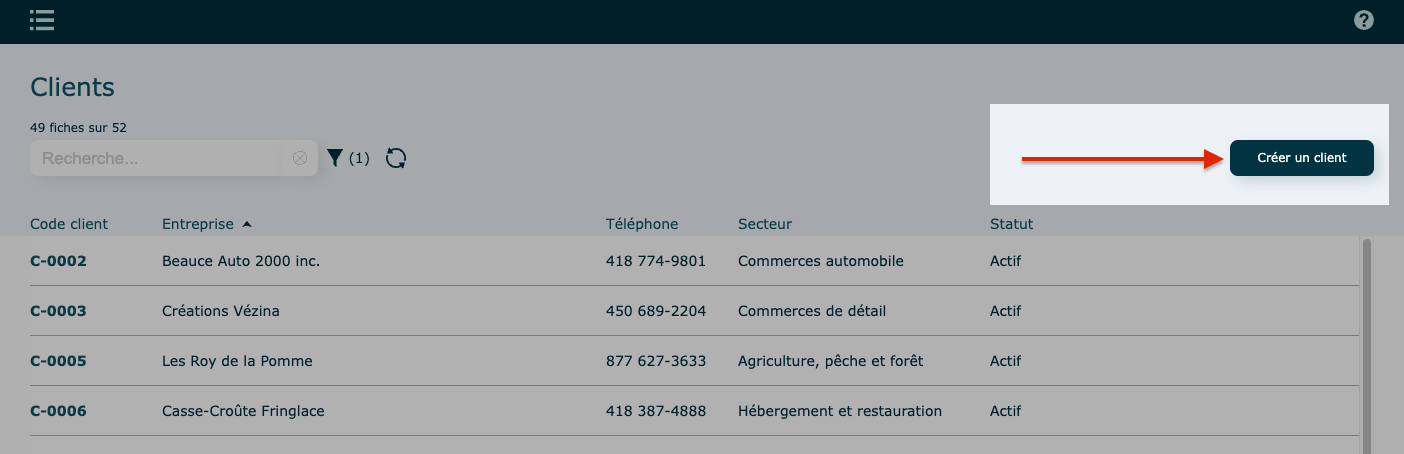 Clients
49 fiches sur 52
Recherche... (1)
Créer un client
Code client Entreprise Téléphone Secteur Statut
C-0002 Beauce Auto 2000 inc. 418 774-9801 Commerces automobile Actif
C-0003 Créations Vézina 450 689-2204 Commerces de détail Actif
C-0005 Les Roy de la Pomme 877 627-3633 Agriculture, pêche et forêt Actif
C-0006 Casse-Croûte Fringlace 418 387-4888 Hébergement et restauration Actif